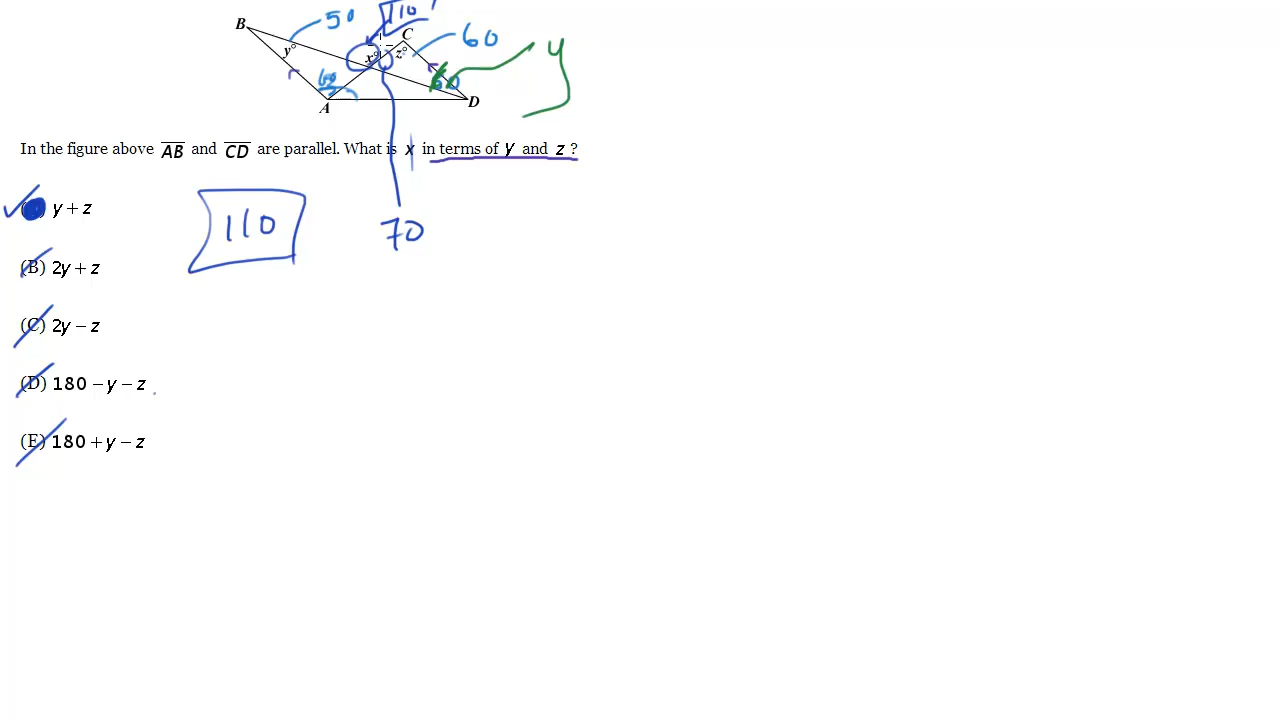 110
50
B
C
60
y
y°
x°
z°
60
A
D
In the figure above AB and CD are parallel. What is x in terms of y and z ?
y + z
110
70
(B) 2y + z
(C) 2y − z
(D) 180 − y − z
(E) 180 + y − z